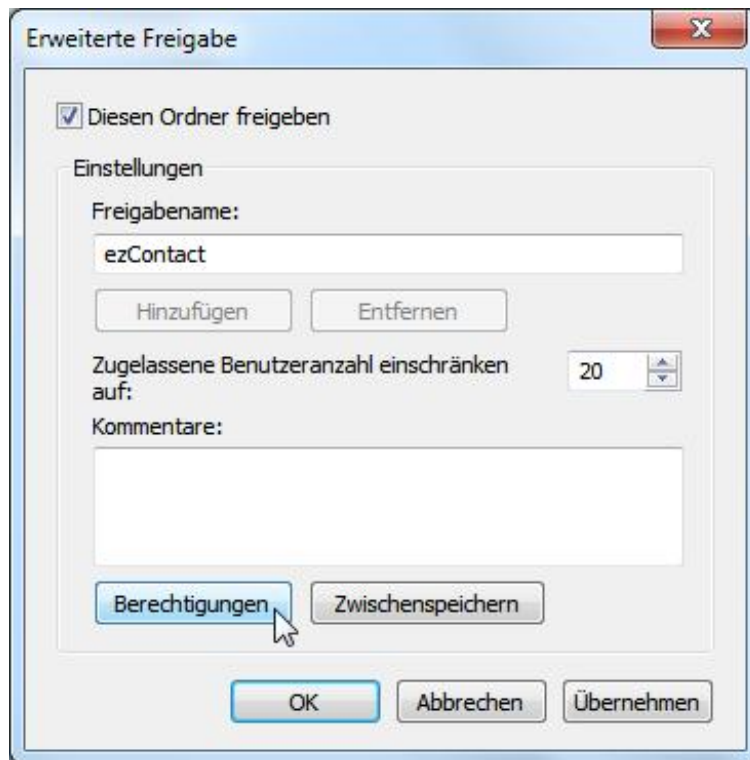 Erweiterte Freigabe
Diesen Ordner freigeben
Einstellungen
Freigabename:
ezContact
Hinzufügen Entfernen
Zugelassene Benutzeranzahl einschränken 20
auf:
Kommentare:
Berechtigungen Zwischenspeichern
OK Abbrechen Übernehmen